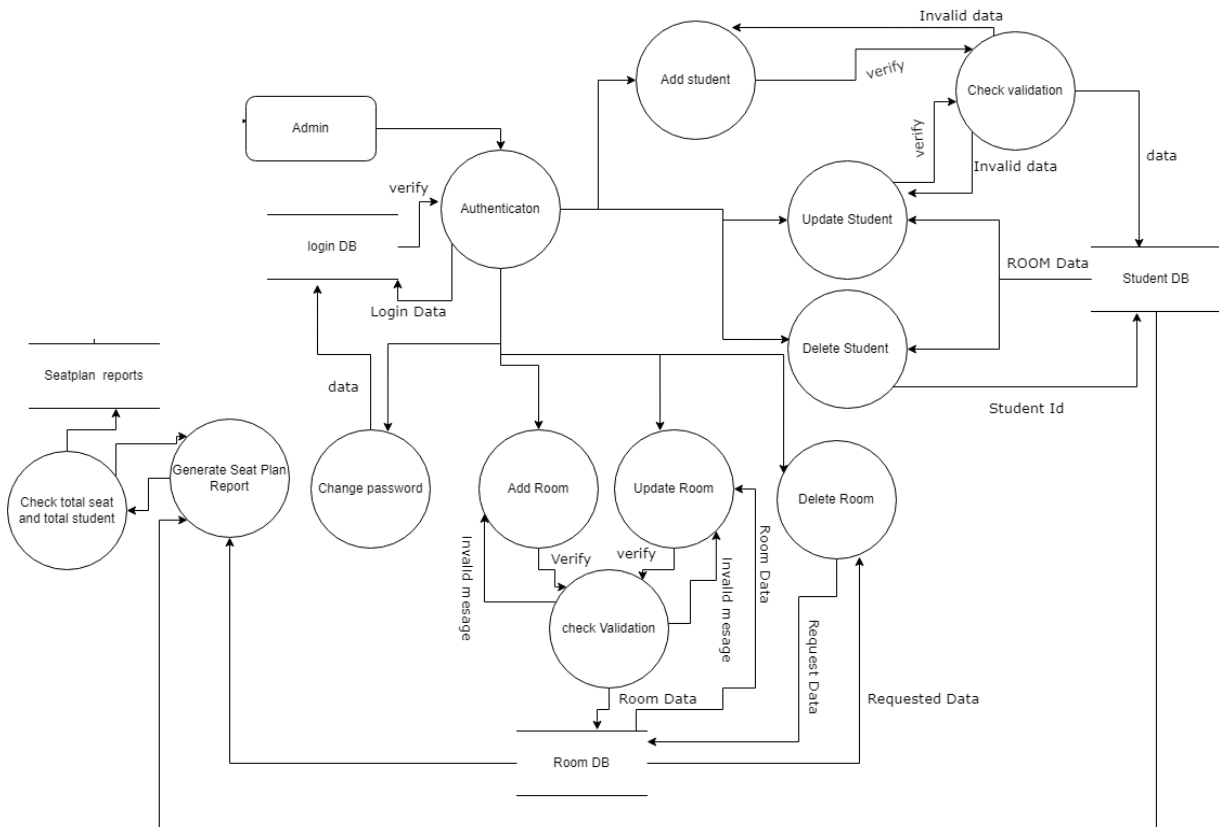 Invalid data
Add student
verify
Check validation
Admin
verify
Invalid data
data
verify
Authenticaton
Update Student
login DB
ROOM Data
Student DB
Login Data
Delete Student
Seatplan  reports
data
Student Id
Generate Seat Plan
Report
Change password
Add Room
Update Room
Delete Room
Check total seat
and total student
Room Data
Invalid mesage
Verify
verify
Invalid mesage
check Validation
Request Data
Room Data
Requested Data
Room DB